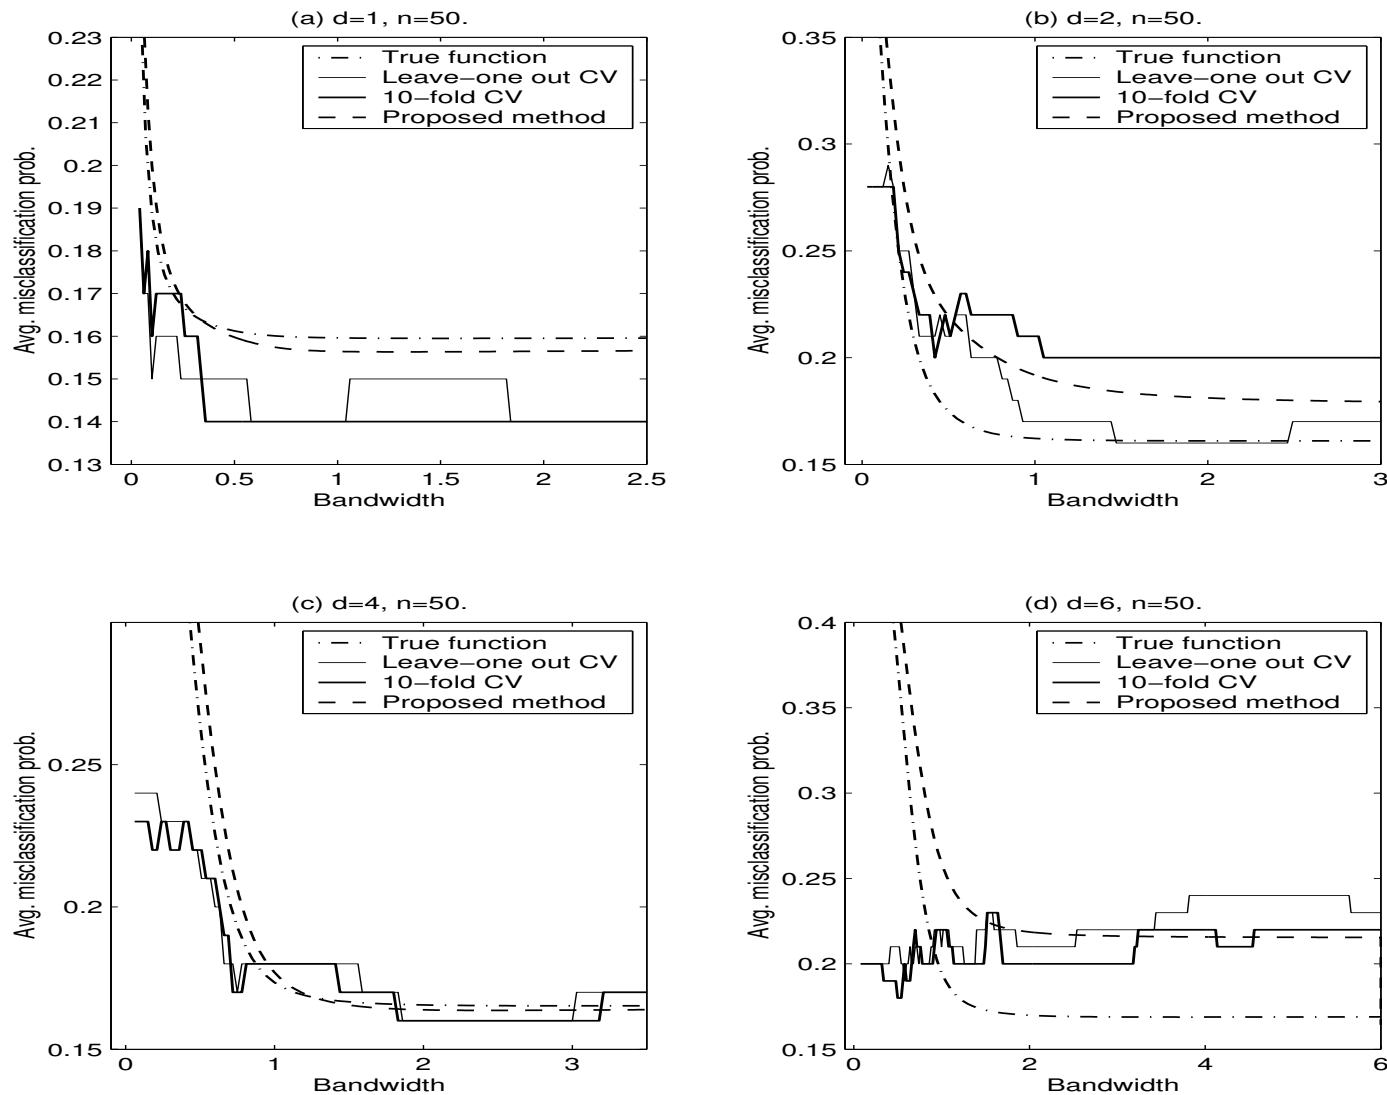 (a) d=1, n=50.
0.23
0.22
0.21
0.2
0.19
0.18
0.17
0.16
0.15
0.14
0.13
Avg. misclassification prob.
True function
Leave−one out CV
10−fold CV
Proposed method
0 0.5 1 1.5 2 2.5
Bandwidth
(b) d=2, n=50.
0.35
0.3
0.25
0.2
0.15
Avg. misclassification prob.
True function
Leave−one out CV
10−fold CV
Proposed method
0 1 2 3
Bandwidth
(c) d=4, n=50.
0.25
0.2
0.15
Avg. misclassification prob.
True function
Leave−one out CV
10−fold CV
Proposed method
0 1 2 3
Bandwidth
(d) d=6, n=50.
0.4
0.35
0.3
0.25
0.2
0.15
Avg. misclassification prob.
True function
Leave−one out CV
10−fold CV
Proposed method
0 2 4 6
Bandwidth